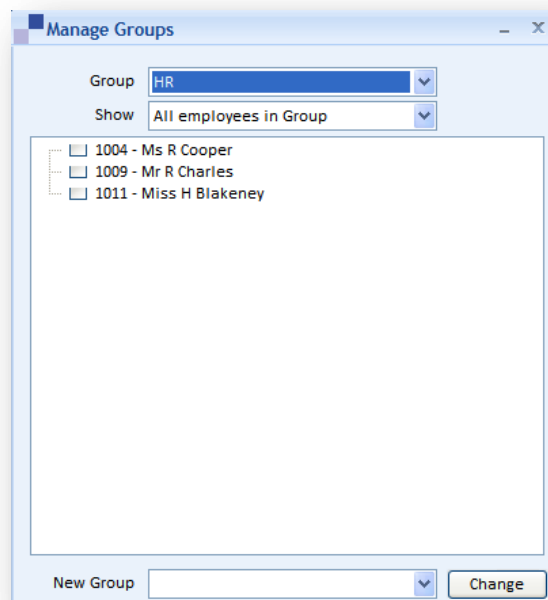 Manage Groups
Group HR
Show All employees in Group
1004 - Ms R Cooper
1009 - Mr R Charles
1011 - Miss H Blakeney
New Group Change